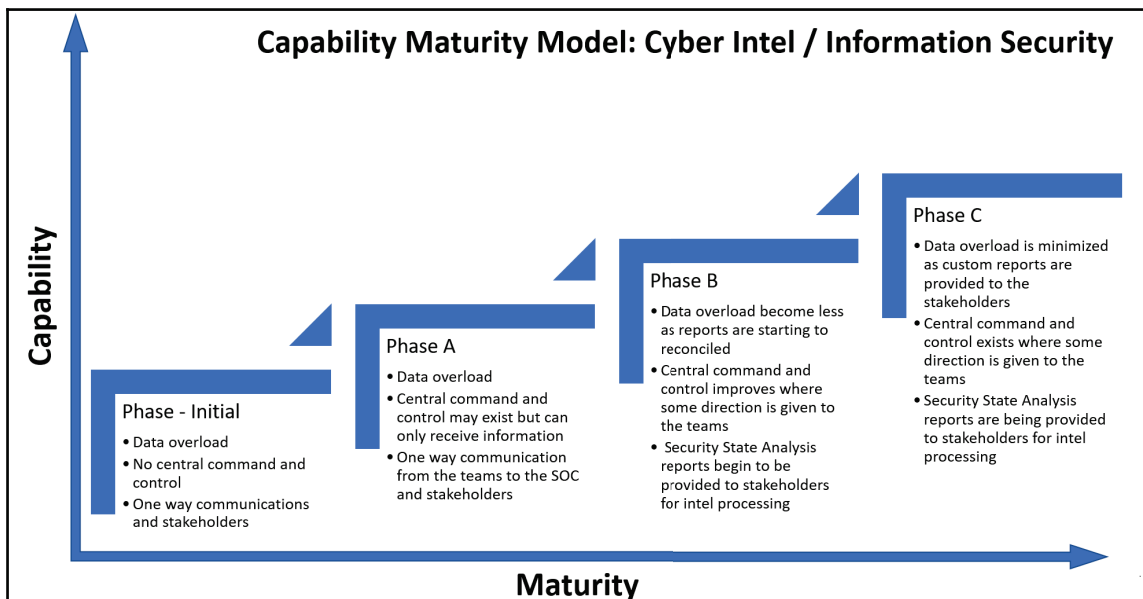 Capability Maturity Model: Cyber Intel / Information Security
Capability
Phase - Initial
• Data overload
• No central command and
control
• One way communications
and stakeholders
Phase A
• Data overload
• Central command and
control may exist but can
only receive information
• One way communication
from the teams to the SOC
and stakeholders
Phase B
• Data overload become less
as reports are starting to
reconciled
• Central command and
control improves where
some direction is given to
the teams
• Security State Analysis
reports begin to be
provided to stakeholders
for intel processing
Phase C
• Data overload is minimized
as custom reports are
provided to the
stakeholders
• Central command and
control exists where some
direction is given to the
teams
• Security State Analysis
reports are being provided
to stakeholders for intel
processing
Maturity